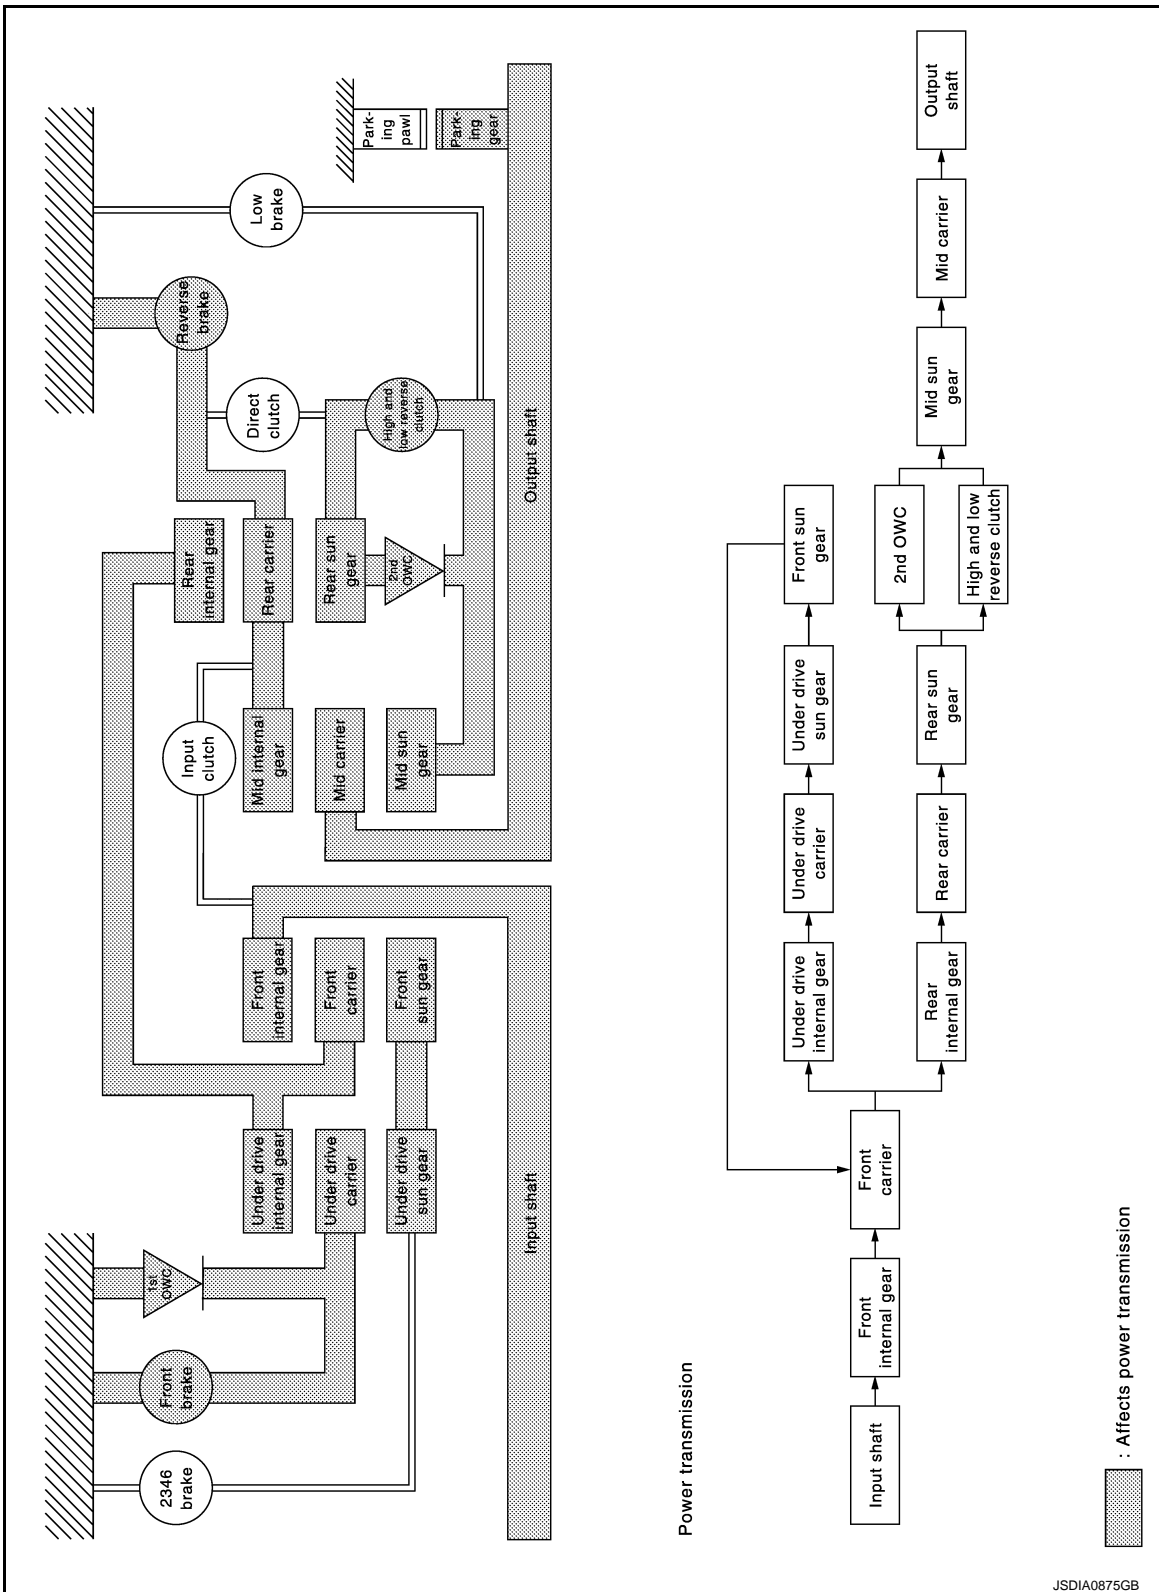 2346
brake
Front
brake
1st
OWC
Under drive
internal gear
Under drive
carrier
Under drive
sun gear
Front
internal gear
Front
carrier
Front
sun gear
Input
clutch
Mid internal
gear
Mid carrier
Mid sun
gear
Rear
internal gear
Rear carrier
Rear sun
gear
2nd
OWC
Direct
clutch
High and
low reverse
clutch
Reverse
brake
Low
brake
Park-
ing
pawl
Park-
ing
gear
Input shaft
Output shaft
Power transmission
Input shaft
Front
internal gear
Front
carrier
Under drive
internal gear
Under drive
carrier
Under drive
sun gear
Front sun
gear
Rear
internal gear
Rear carrier
Rear sun
gear
2nd OWC
High and low
reverse clutch
Mid sun
gear
Mid carrier
Output
shaft
: Affects power transmission
JSDIA0875GB